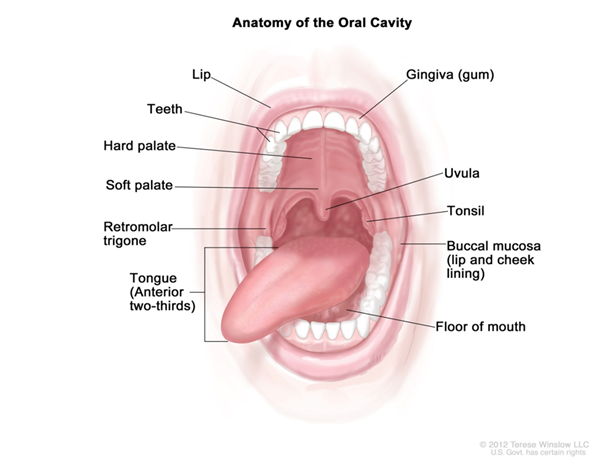 Anatomy of the Oral Cavity
Lip
Gingiva (gum)
Teeth
Hard palate
Uvula
Soft palate
Tonsil
Retromolar
trigone
Buccal mucosa
(lip and cheek
lining)
Tongue
(Anterior
two-thirds)
Floor of mouth
© 2012 Terese Winslow LLC
U.S. Govt. has certain rights